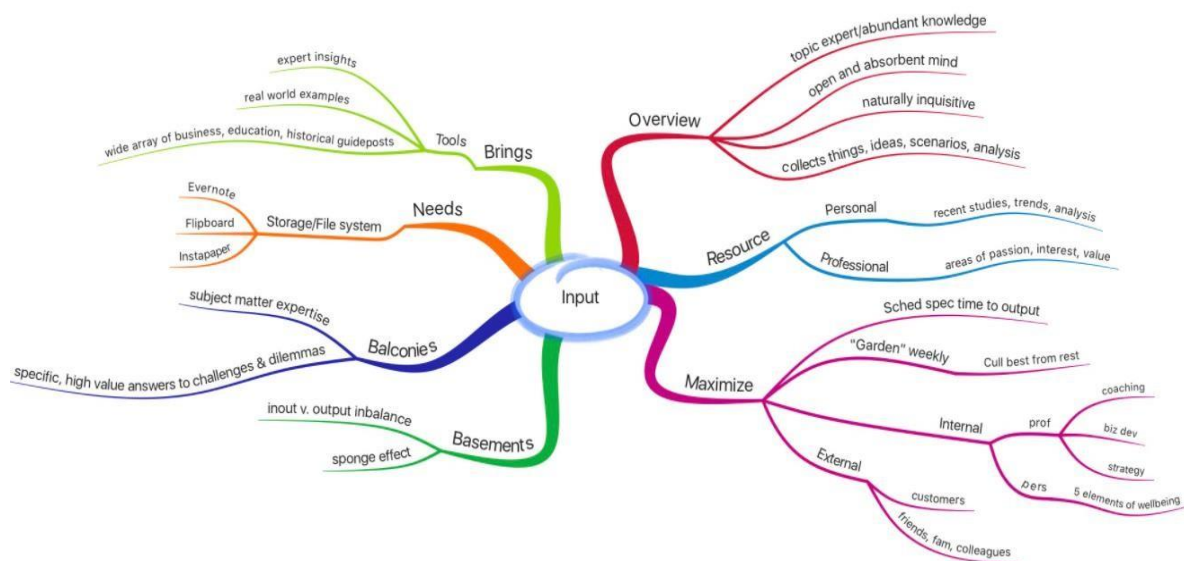 Input
Overview
topic expert/abundant knowledge
open and absorbent mind
naturally inquisitive
collects things, ideas, scenarios, analysis
Resource
Personal
recent studies, trends, analysis
Professional
areas of passion, interest, value
Maximize
Sched spec time to output
"Garden" weekly
Cull best from rest
Internal
prof
coaching
biz dev
strategy
pers
5 elements of wellbeing
External
customers
friends, fam, colleagues
Brings
Tools
expert insights
real world examples
wide array of business, education, historical guideposts
Needs
Storage/File system
Evernote
Flipboard
Instapaper
Balconies
subject matter expertise
specific, high value answers to challenges & dilemmas
Basements
inout v. output inbalance
sponge effect